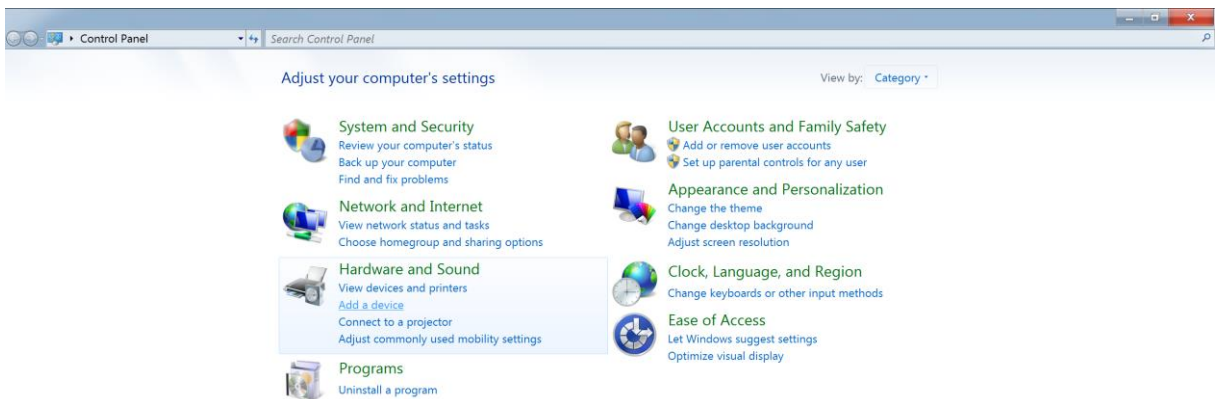 Control Panel
Search Control Panel
Adjust your computer's settings
View by: Category
System and Security
Review your computer's status
Back up your computer
Find and fix problems
Network and Internet
View network status and tasks
Choose homegroup and sharing options
Hardware and Sound
View devices and printers
Add a device
Connect to a projector
Adjust commonly used mobility settings
Programs
Uninstall a program
User Accounts and Family Safety
Add or remove user accounts
Set up parental controls for any user
Appearance and Personalization
Change the theme
Change desktop background
Adjust screen resolution
Clock, Language, and Region
Change keyboards or other input methods
Ease of Access
Let Windows suggest settings
Optimize visual display